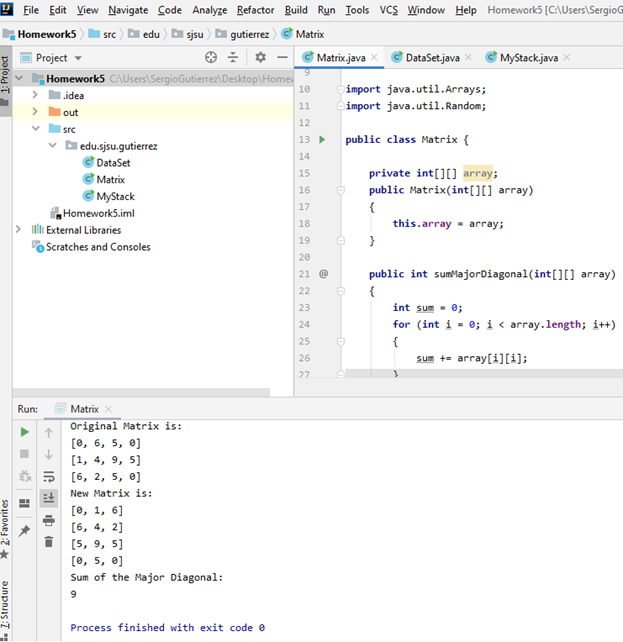 File Edit View Navigate Code Analyze Refactor Build Run Tools VCS Window Help Homework5 [C:\Users\SergioG
Homework5 src edu sjsu gutierrez Matrix
1: Project
Project
Matrix.java DataSet.java MyStack.java
Homework5 C:\Users\SergioGutierrez\Desktop\Homew
.idea
out
src
edu.sjsu.gutierrez
DataSet
Matrix
MyStack
Homework5.iml
External Libraries
Scratches and Consoles
9
10 import java.util.Arrays;
11 import java.util.Random;
12
13 public class Matrix {
14
15 private int[][] array;
16 public Matrix(int[][] array)
17 {
18 this.array = array;
19 }
20
21 @ public int sumMajorDiagonal(int[][] array)
22 {
23 int sum = 0;
24 for (int i = 0; i < array.length; i++)
25 {
26 sum += array[i][i];
27 }
Run: Matrix
Original Matrix is:
[0, 6, 5, 0]
[1, 4, 9, 5]
[6, 2, 5, 0]
New Matrix is:
[0, 1, 6]
[6, 4, 2]
[5, 9, 5]
[0, 5, 0]
Sum of the Major Diagonal:
9
Process finished with exit code 0
2: Favorites
7: Structure